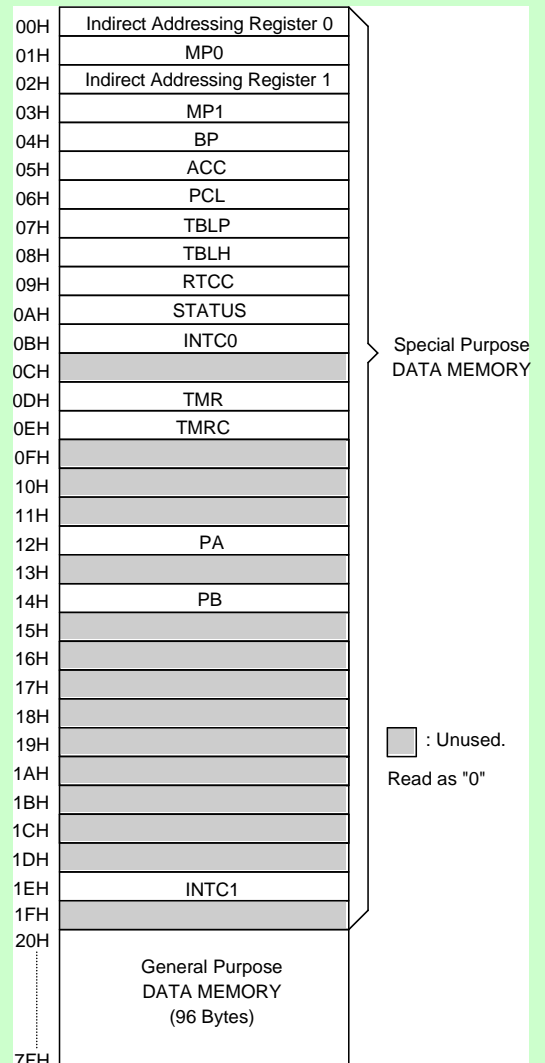 00H Indirect Addressing Register 0
01H MP0
02H Indirect Addressing Register 1
03H MP1
04H BP
05H ACC
06H PCL
07H TBLP
08H TBLH
09H RTCC
0AH STATUS
0BH INTC0
0CH
0DH TMR
0EH TMRC
0FH
10H
11H
12H PA
13H
14H PB
15H
16H
17H
18H
19H
1AH
1BH
1CH
1DH
1EH INTC1
1FH
20H
General Purpose
DATA MEMORY
(96 Bytes)
7FH
Special Purpose
DATA MEMORY
: Unused.
Read as "0"